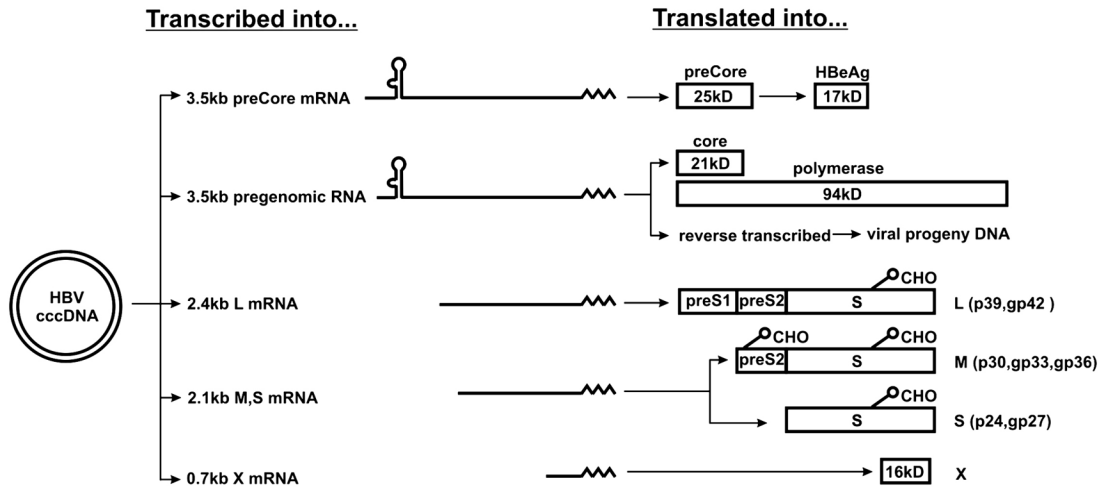 Transcribed into... Translated into...
preCore HBeAg
3.5kb preCore mRNA 25kD 17kD
core
21kD
polymerase
3.5kb pregenomic RNA 94kD
reverse transcribed viral progeny DNA
CHO
HBV
cccDNA
2.4kb L mRNA preS1 preS2 S L (p39,gp42 )
CHO CHO
preS2 S M (p30,gp33,gp36)
2.1kb M,S mRNA
CHO
S S (p24,gp27)
0.7kb X mRNA 16kD X